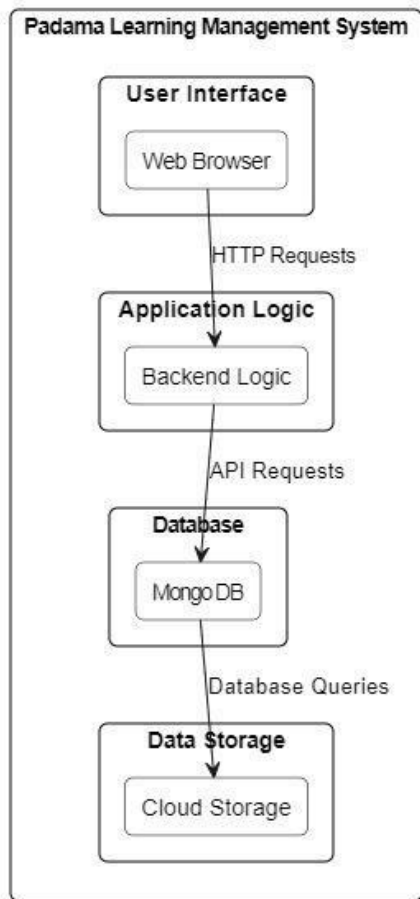 Padama Learning Management System
User Interface
Web Browser
HTTP Requests
Application Logic
Backend Logic
API Requests
Database
Mongo DB
Database Queries
Data Storage
Cloud Storage